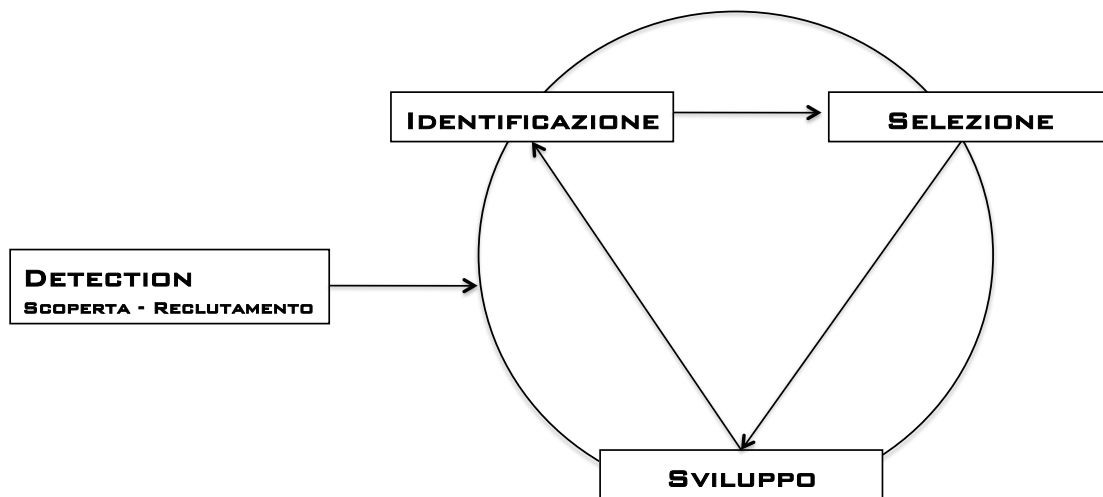 IDENTIFICAZIONE
SELEZIONE
DETECTION
SCOPERTA - RECLUTAMENTO
SVILUPPO